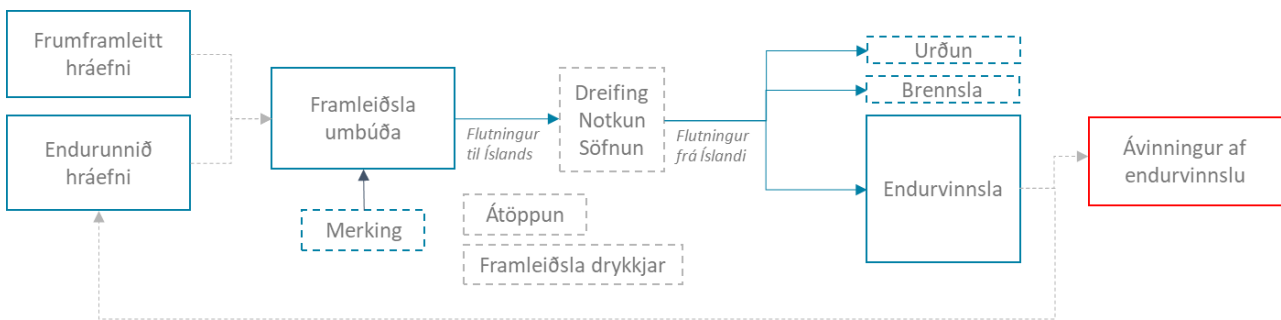 Frumframleitt
hráefni
Endurunnið
hráefni
Framleiðsla
umbúða
Merking
Flutningur
til Íslands
Dreifing
Notkun
Söfnun
Átöppun
Framleiðsla drykkjar
Flutningur
frá Íslandi
Urðun
Brennsla
Endurvinnsla
Ávinningur af
endurvinnslu